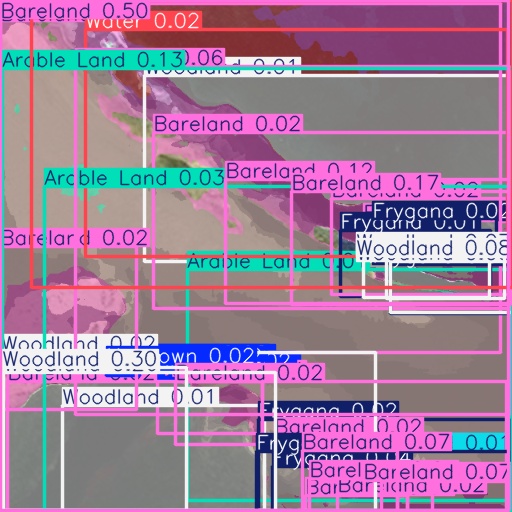 Bareland 0.50
Water 0.02
Arable Land 0.13
0.06
Woodland 0.01
Bareland 0.02
Bareland 0.12
Arable Land 0.03
Bareland 0.17
0.02
Frygana 0.02
Frygana 0.01
Bareland 0.02
Woodland 0.08
Arable Land 0.0
Woodland 0.02
own 0.02
Woodland 0.30
Bareland 0.02
Bareland 0.02
Woodland 0.01
Frygana 0.02
Bareland 0.02
Fryg
Bareland 0.07
0.01
Frygana 0.04
Barel
Bareland 0.07
Bar
Bareland 0.02